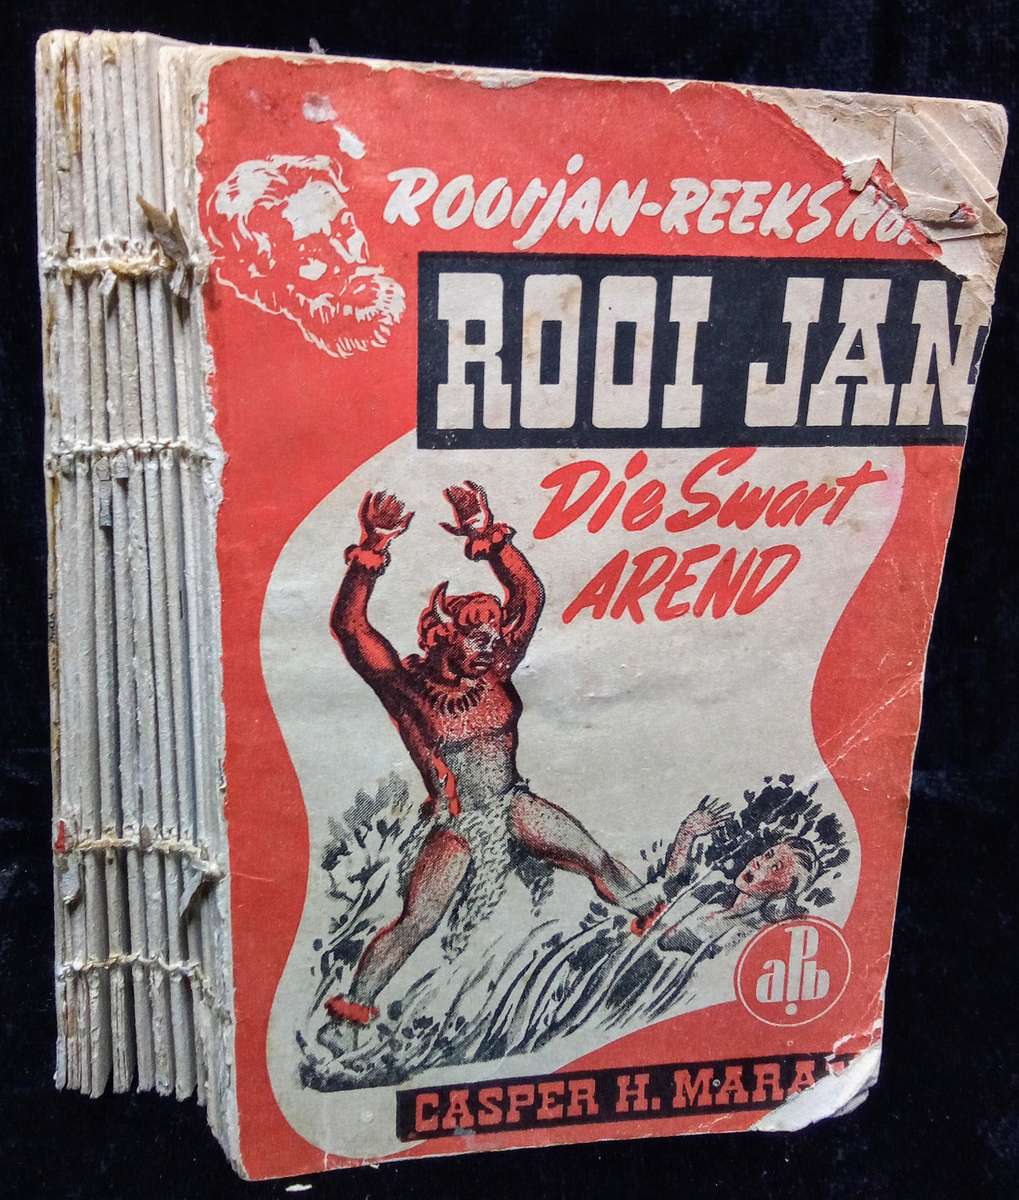 ROOIJAN-REEKS No.
ROOI JAN
Die Swart
AREND
aPb
CASPER H. MARA